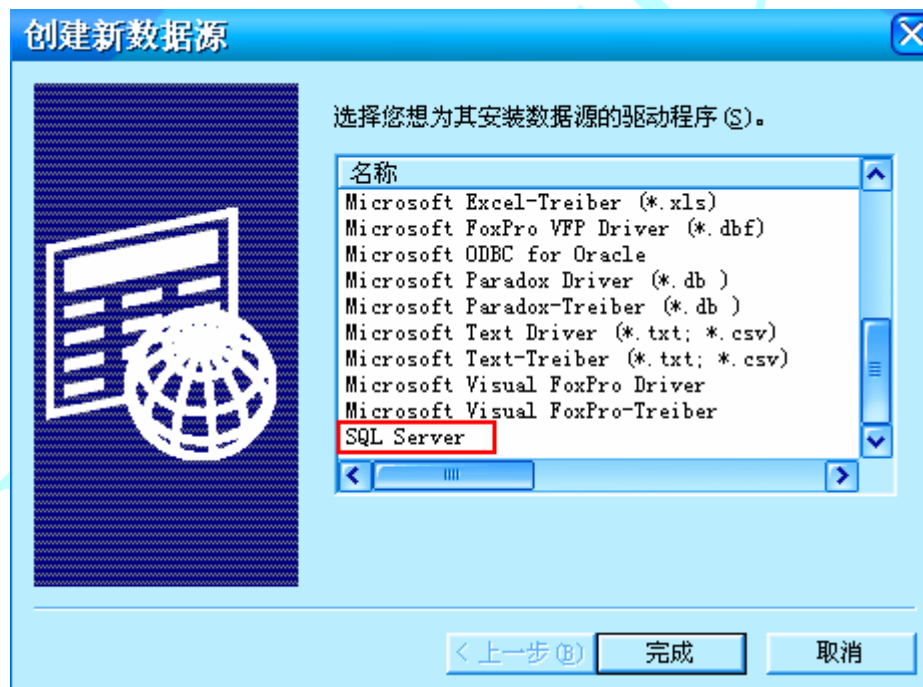 创建新数据源
选择您想为其安装数据源的驱动程序(S)。
名称
Microsoft Excel-Treiber (*.xls)
Microsoft FoxPro VFP Driver (*.dbf)
Microsoft ODBC for Oracle
Microsoft Paradox Driver (*.db )
Microsoft Paradox-Treiber (*.db )
Microsoft Text Driver (*.txt; *.csv)
Microsoft Text-Treiber (*.txt; *.csv)
Microsoft Visual FoxPro Driver
Microsoft Visual FoxPro-Treiber
SQL Server
< 上一步(B) 完成 取消